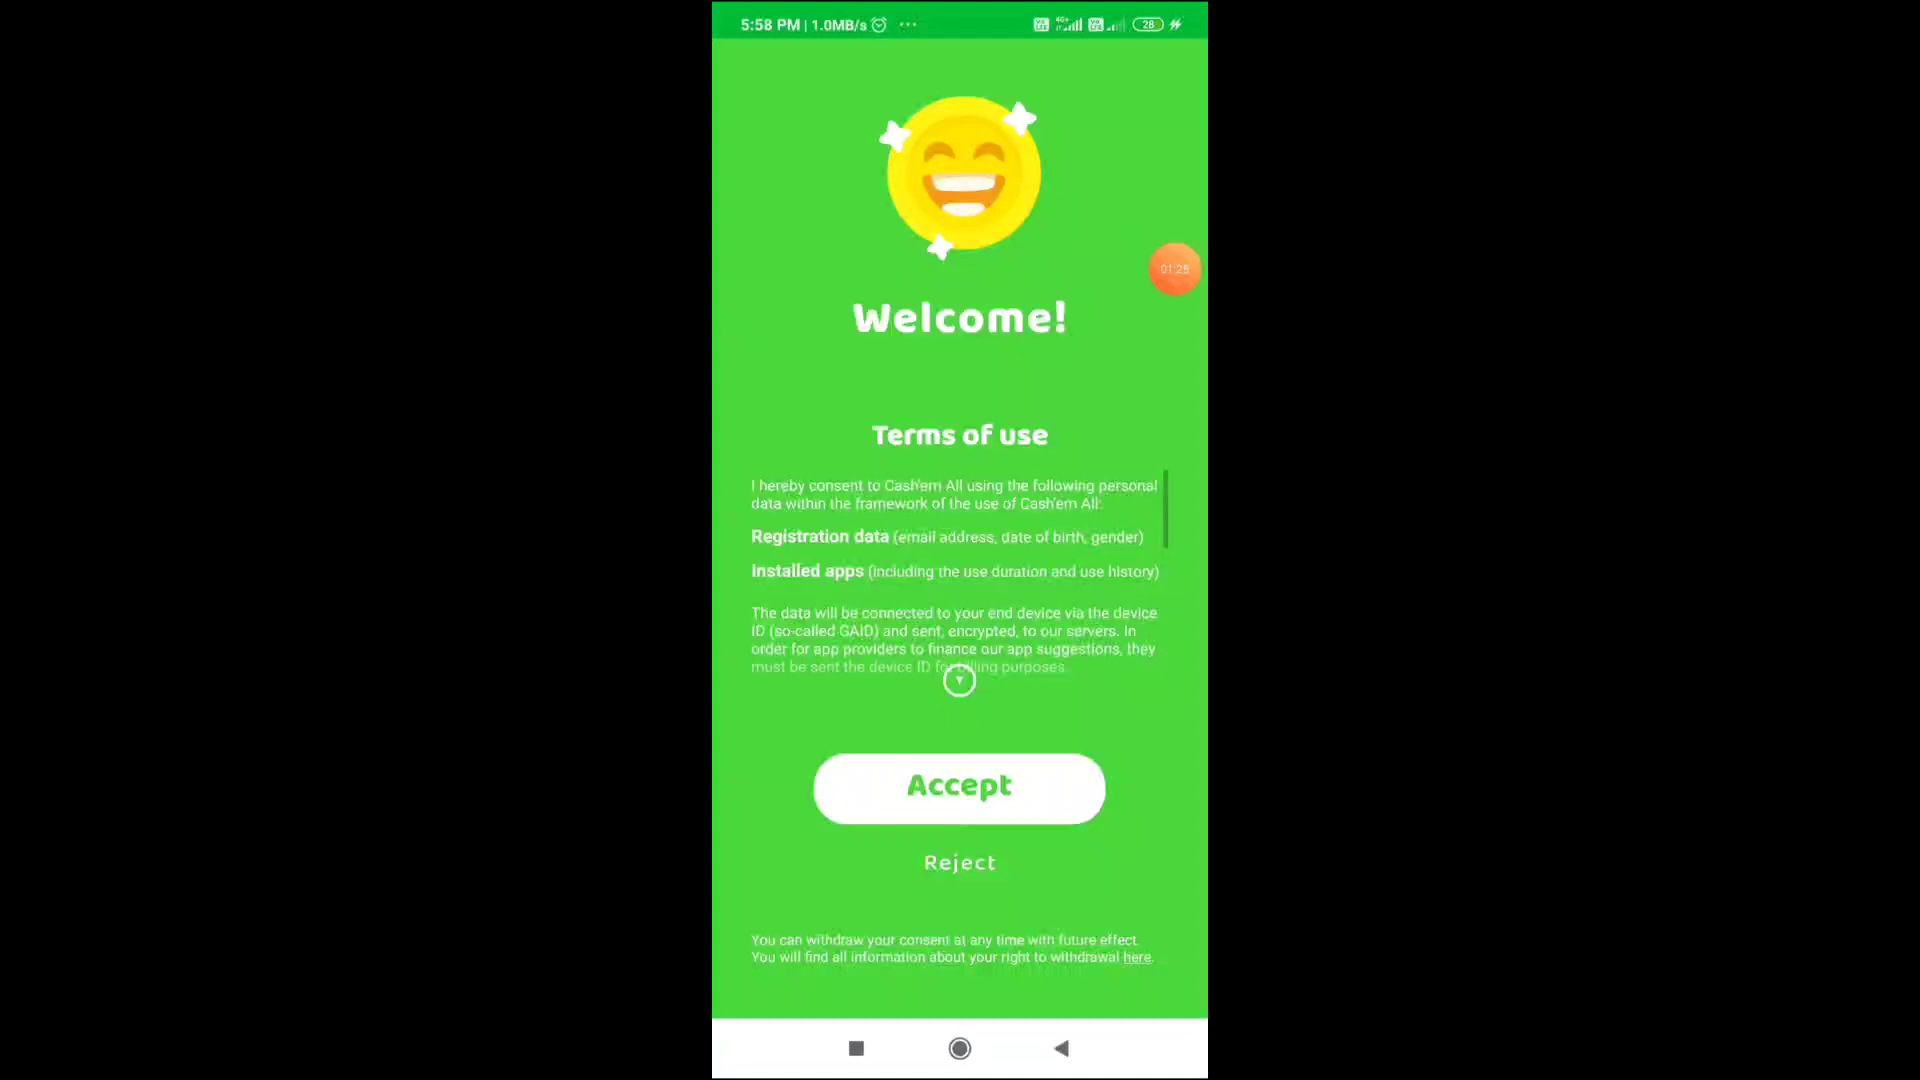 5:58 PM | 1.0MB/s
4G+
28
01:25
Welcome!
Terms of use
I hereby consent to Cash'em All using the following personal
data within the framework of the use of Cash'em All:
Registration data (email address, date of birth, gender)
Installed apps (including the use duration and use history)
The data will be connected to your end device via the device
ID (so-called GAID) and sent, encrypted, to our servers. In
order for app providers to finance our app suggestions, they
must be sent the device ID for billing purposes.
Accept
Reject
You can withdraw your consent at any time with future effect.
You will find all information about your right to withdrawal here.